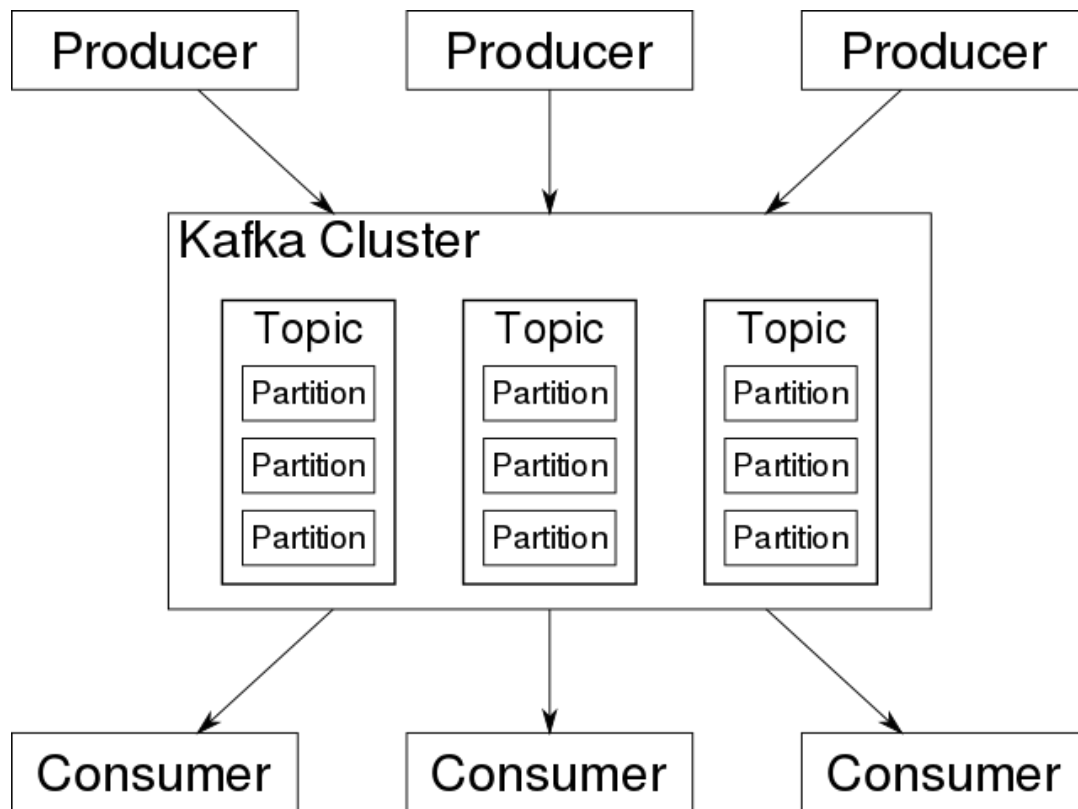 Producer Producer Producer
Kafka Cluster
Topic Topic Topic
Partition Partition Partition
Partition Partition Partition
Partition Partition Partition
Consumer Consumer Consumer